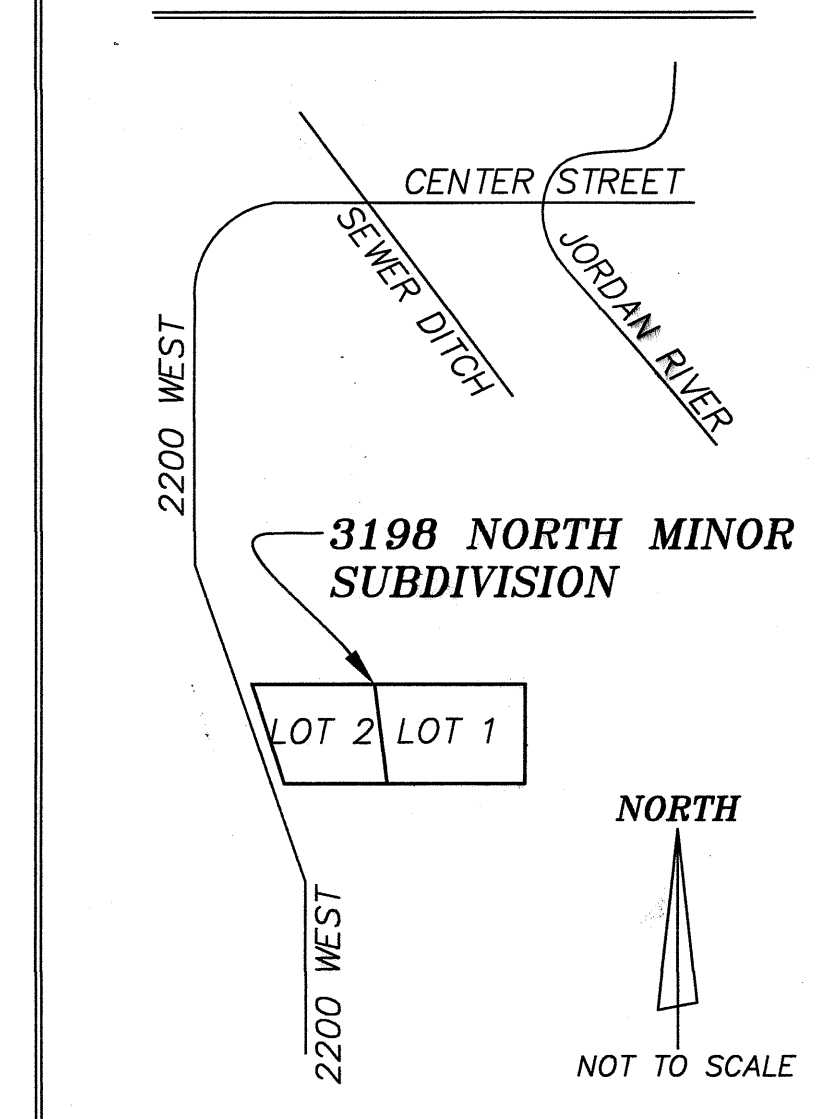 CENTER STREET
SEWER DITCH
JORDAN RIVER
2200 WEST
3198 NORTH MINOR
SUBDIVISION
LOT 2
LOT 1
NORTH
2200 WEST
NOT TO SCALE